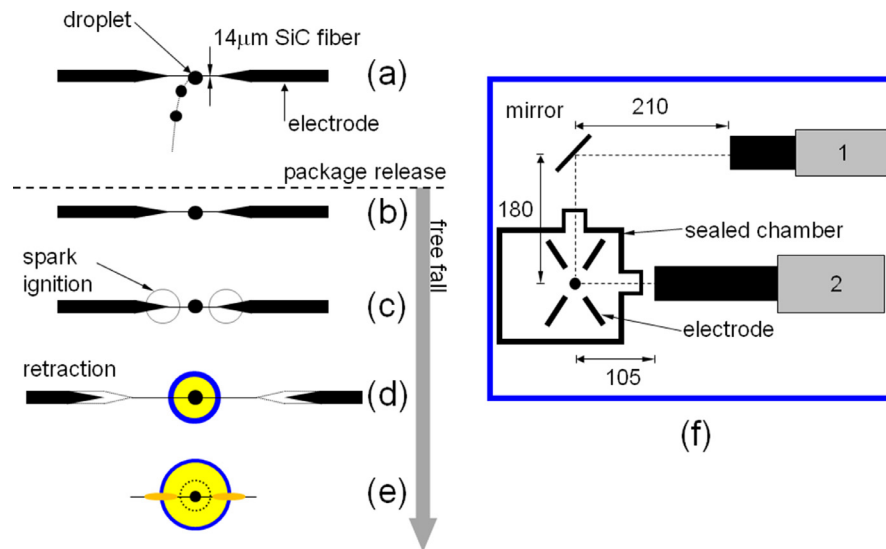 droplet
14μm SiC fiber
(a)
electrode
package release
(b)
free fall
spark
ignition
(c)
retraction
(d)
(e)
210
mirror
1
180
sealed chamber
2
electrode
105
(f)